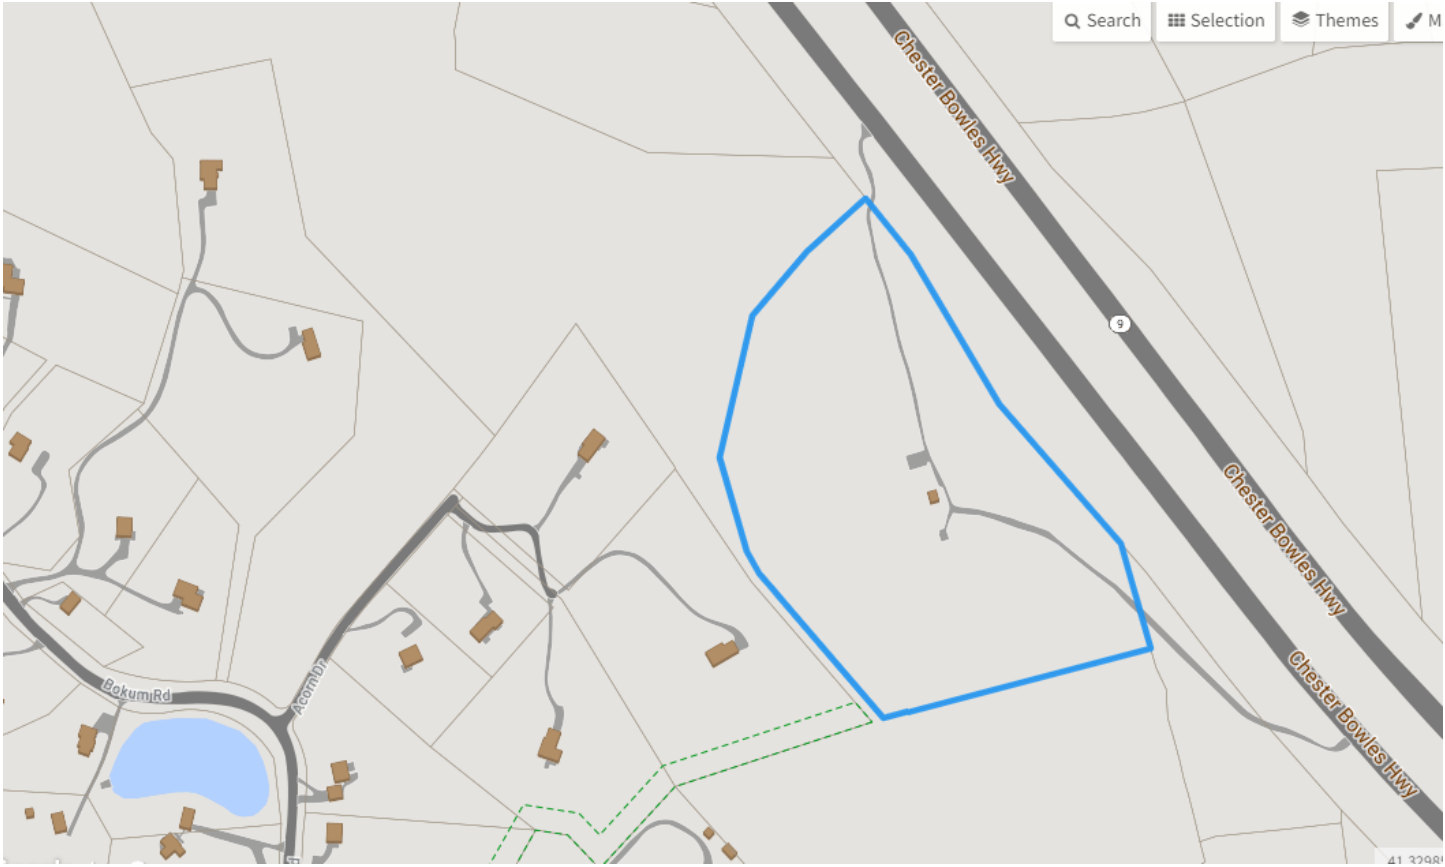 Search
Selection
Themes
M
Chester Bowles Hwy
9
Chester Bowles Hwy
Chester Bowles Hwy
Acorn Dr
Bokum Rd